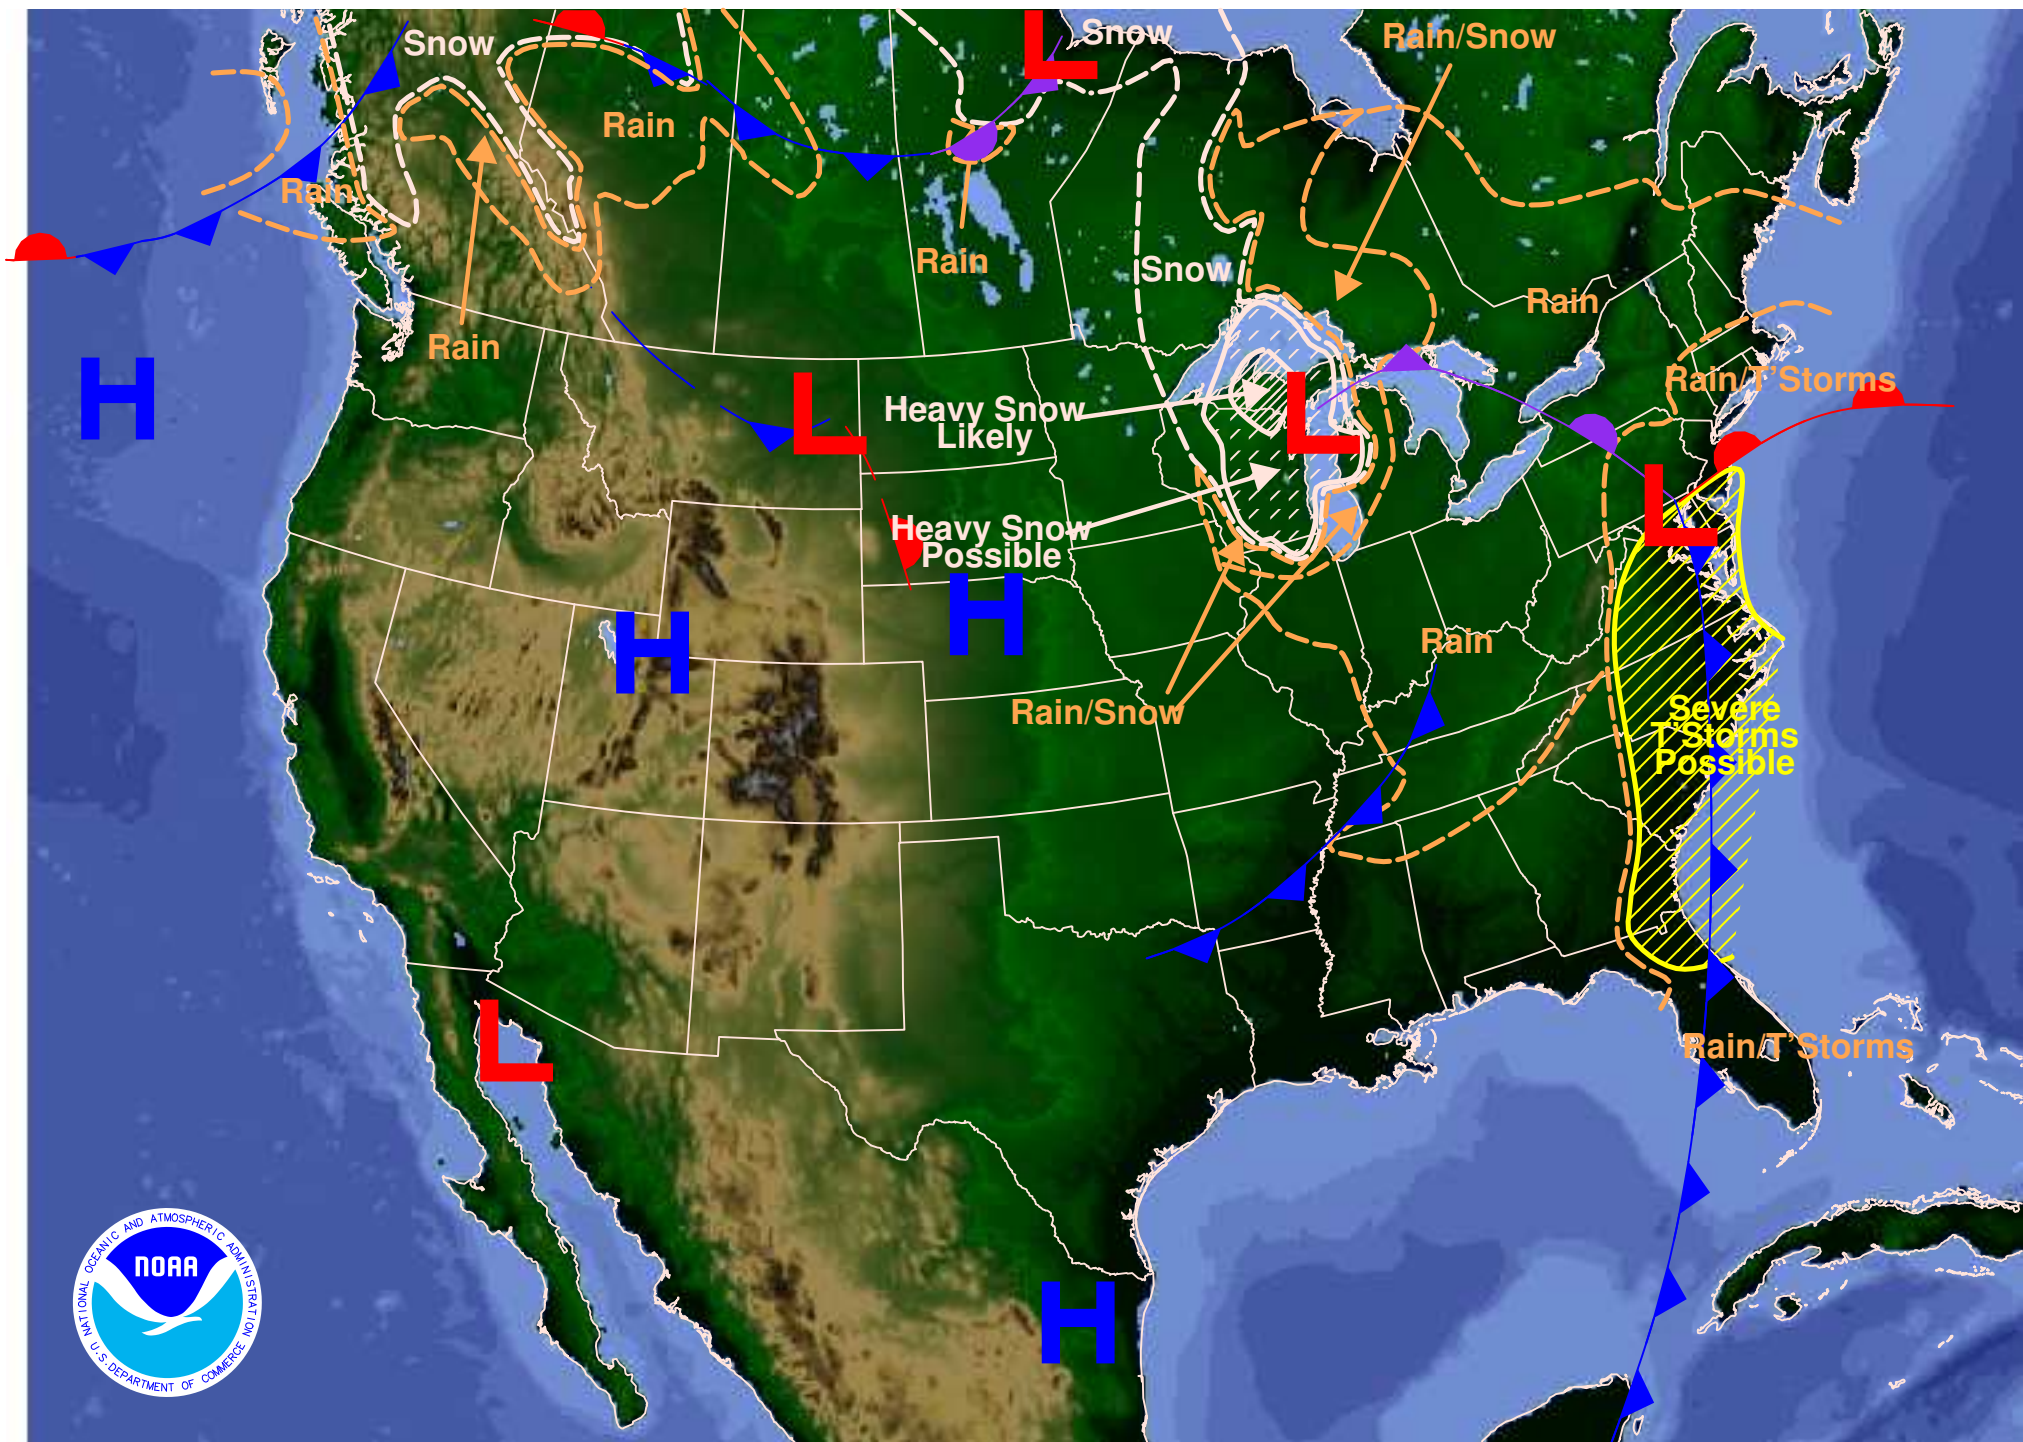 L
Snow
Snow
Rain/Snow
Rain
Rain
Rain
Snow
Rain
Rain
H
L
L
Heavy Snow
Likely
Rain/T'Storms
L
Heavy Snow
Possible
H
H
Rain
Rain/Snow
Severe
T'Storms
Possible
L
Rain/T'Storms
H
NATIONAL OCEANIC AND ATMOSPHERIC ADMINISTRATION
NOAA
U.S. DEPARTMENT OF COMMERCE